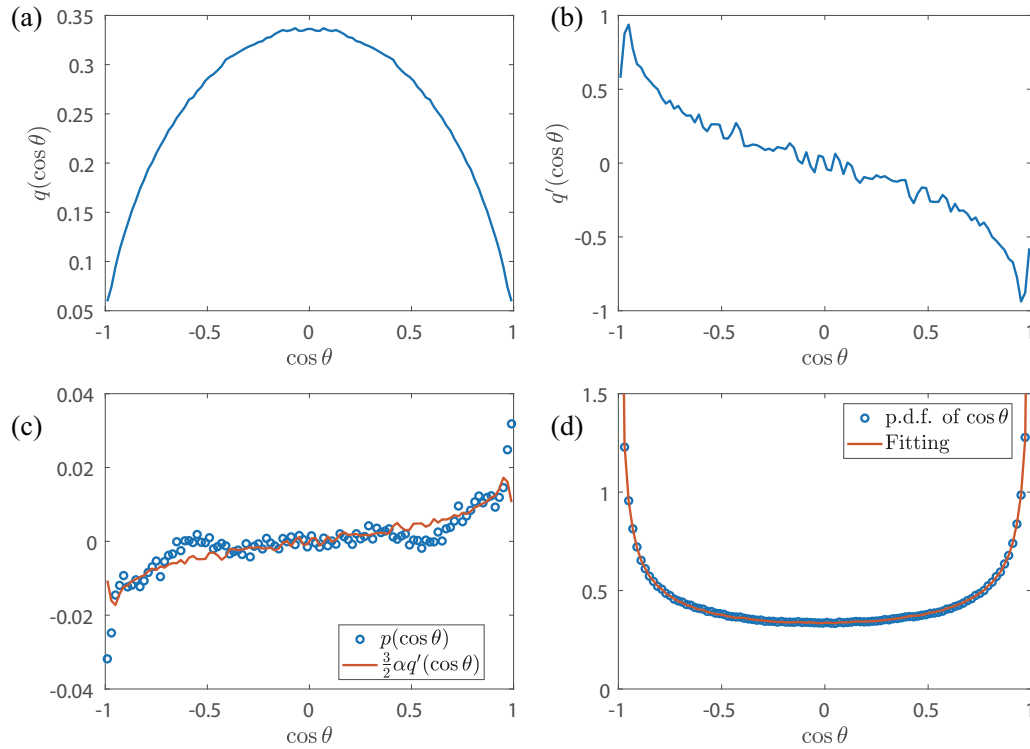 (a)
0.35
0.3
0.25
0.2
0.15
0.1
0.05
q(cos θ)
-1 -0.5 0 0.5 1
cos θ
(b)
1
0.5
0
-0.5
-1
q′(cos θ)
-1 -0.5 0 0.5 1
cos θ
(c)
0.04
0.02
0
-0.02
-0.04
p(cos θ)
3/2 αq′(cos θ)
-1 -0.5 0 0.5 1
cos θ
(d)
1.5
1
0.5
0
p.d.f. of cos θ
Fitting
-1 -0.5 0 0.5 1
cos θ